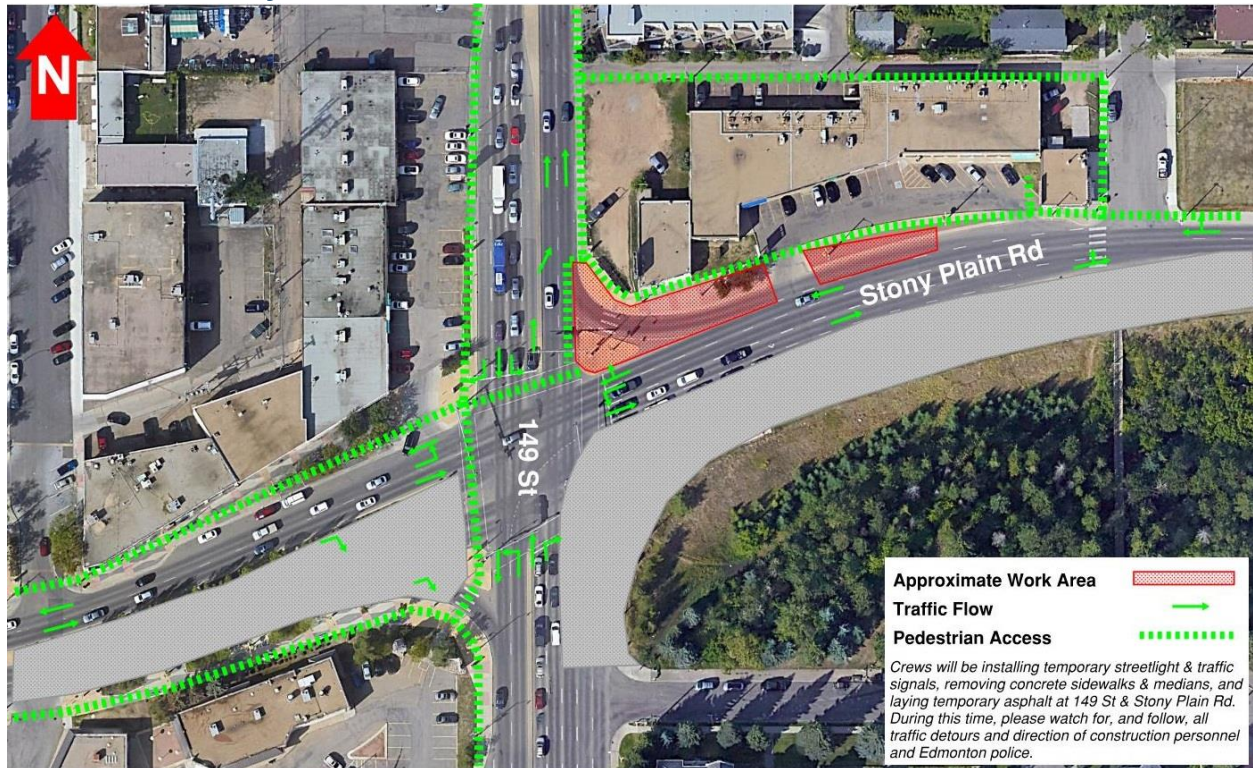 N
Stony Plain Rd
149 St
Approximate Work Area
Traffic Flow
Pedestrian Access
Crews will be installing temporary streetlight & traffic
signals, removing concrete sidewalks & medians, and
laying temporary asphalt at 149 St & Stony Plain Rd.
During this time, please watch for, and follow, all
traffic detours and direction of construction personnel
and Edmonton police.